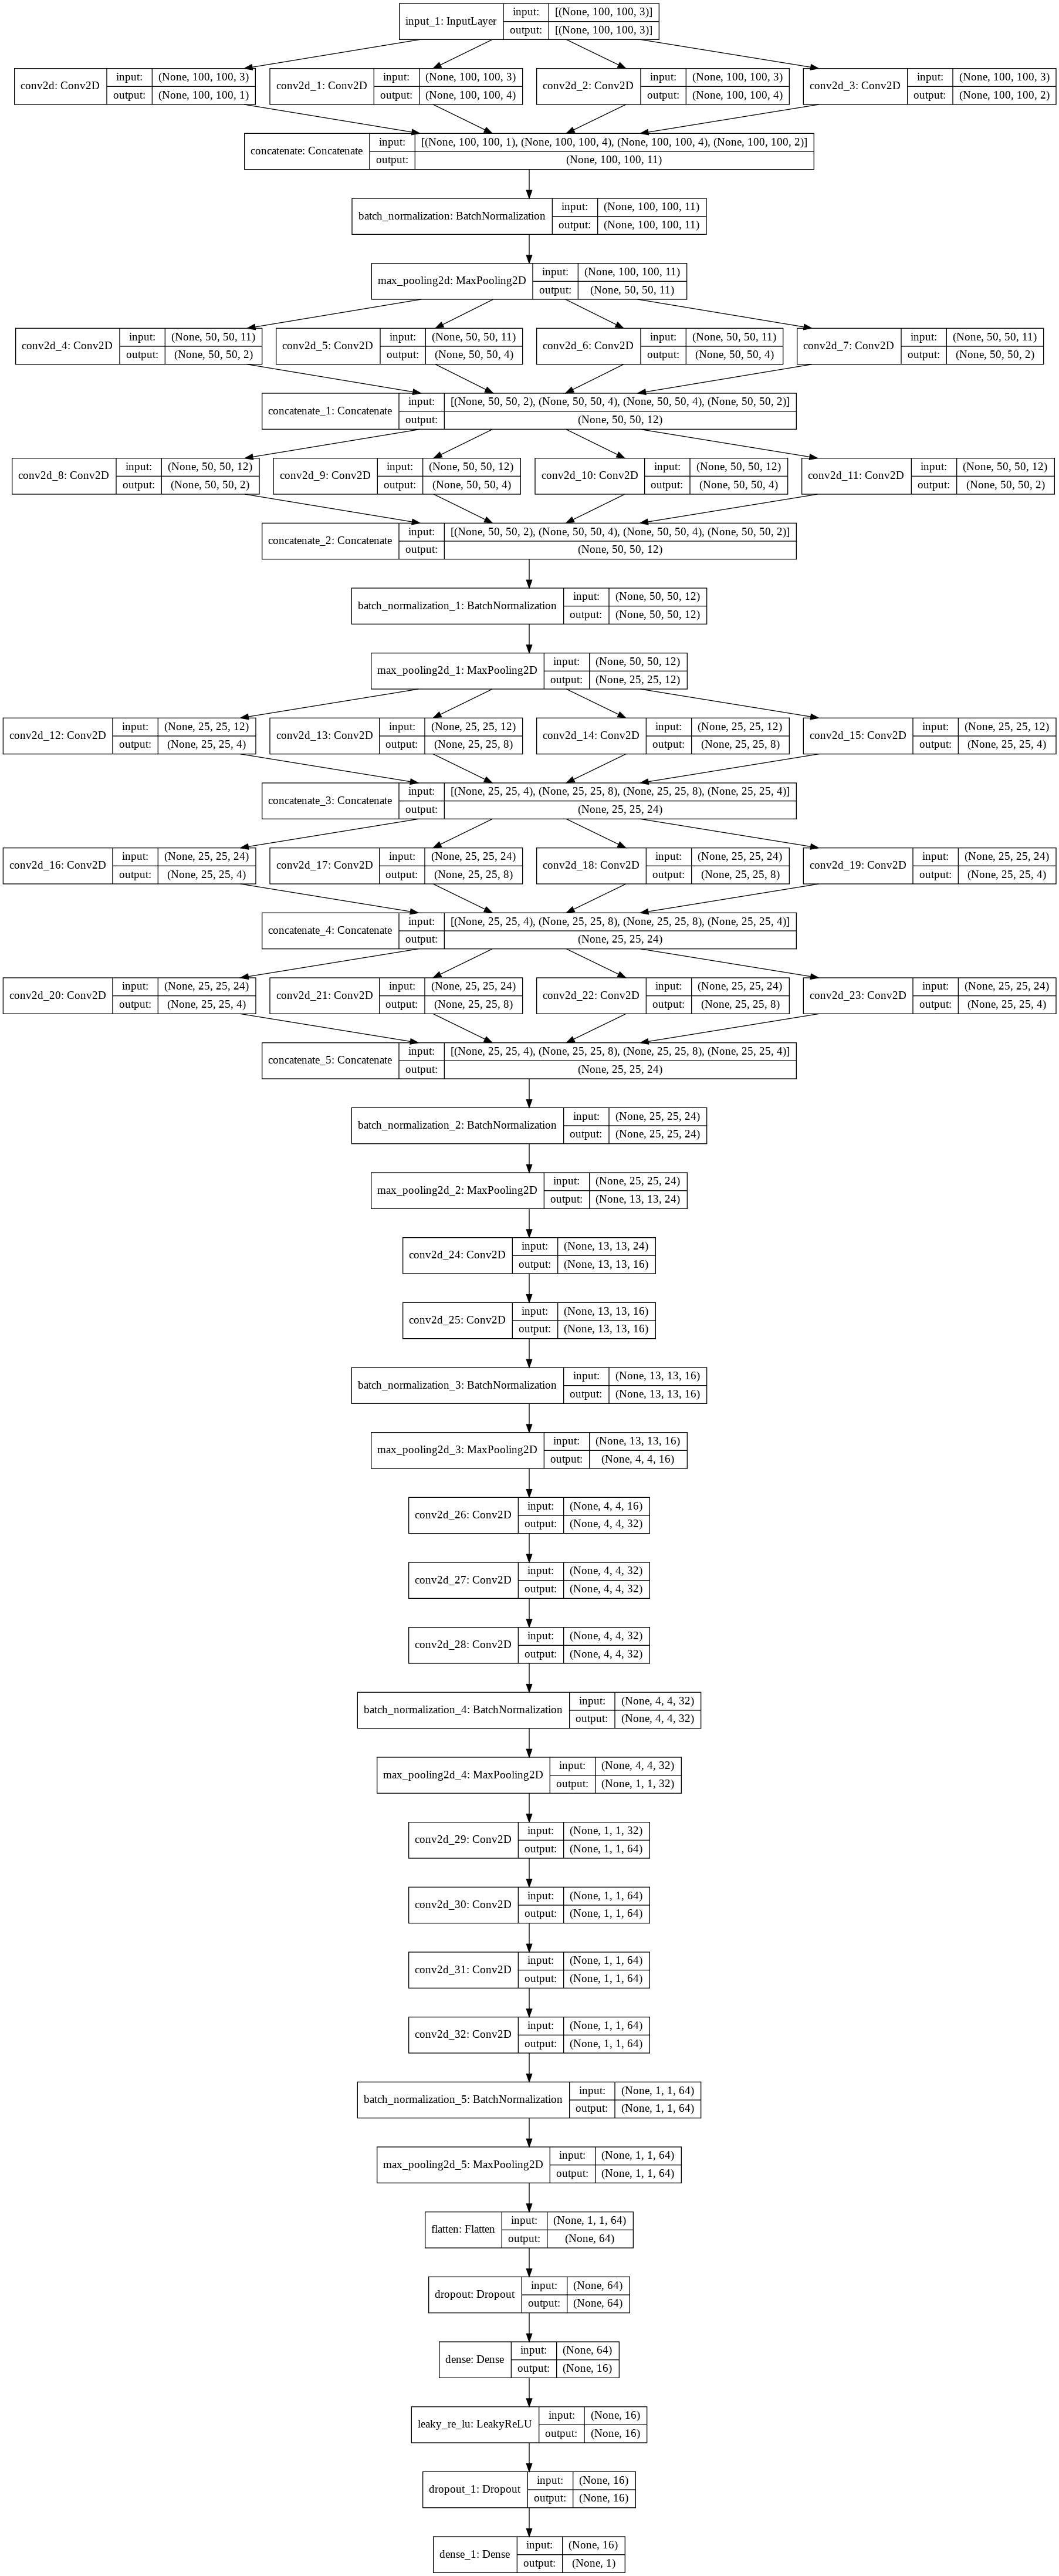 input_1: InputLayer input: [(None, 100, 100, 3)]
output: [(None, 100, 100, 3)]
conv2d: Conv2D input: (None, 100, 100, 3)
output: (None, 100, 100, 1)
conv2d_1: Conv2D input: (None, 100, 100, 3)
output: (None, 100, 100, 4)
conv2d_2: Conv2D input: (None, 100, 100, 3)
output: (None, 100, 100, 4)
conv2d_3: Conv2D input: (None, 100, 100, 3)
output: (None, 100, 100, 2)
concatenate: Concatenate input: [(None, 100, 100, 1), (None, 100, 100, 4), (None, 100, 100, 4), (None, 100, 100, 2)]
output: (None, 100, 100, 11)
batch_normalization: BatchNormalization input: (None, 100, 100, 11)
output: (None, 100, 100, 11)
max_pooling2d: MaxPooling2D input: (None, 100, 100, 11)
output: (None, 50, 50, 11)
conv2d_4: Conv2D input: (None, 50, 50, 11)
output: (None, 50, 50, 2)
conv2d_5: Conv2D input: (None, 50, 50, 11)
output: (None, 50, 50, 4)
conv2d_6: Conv2D input: (None, 50, 50, 11)
output: (None, 50, 50, 4)
conv2d_7: Conv2D input: (None, 50, 50, 11)
output: (None, 50, 50, 2)
concatenate_1: Concatenate input: [(None, 50, 50, 2), (None, 50, 50, 4), (None, 50, 50, 4), (None, 50, 50, 2)]
output: (None, 50, 50, 12)
conv2d_8: Conv2D input: (None, 50, 50, 12)
output: (None, 50, 50, 2)
conv2d_9: Conv2D input: (None, 50, 50, 12)
output: (None, 50, 50, 4)
conv2d_10: Conv2D input: (None, 50, 50, 12)
output: (None, 50, 50, 4)
conv2d_11: Conv2D input: (None, 50, 50, 12)
output: (None, 50, 50, 2)
concatenate_2: Concatenate input: [(None, 50, 50, 2), (None, 50, 50, 4), (None, 50, 50, 4), (None, 50, 50, 2)]
output: (None, 50, 50, 12)
batch_normalization_1: BatchNormalization input: (None, 50, 50, 12)
output: (None, 50, 50, 12)
max_pooling2d_1: MaxPooling2D input: (None, 50, 50, 12)
output: (None, 25, 25, 12)
conv2d_12: Conv2D input: (None, 25, 25, 12)
output: (None, 25, 25, 4)
conv2d_13: Conv2D input: (None, 25, 25, 12)
output: (None, 25, 25, 8)
conv2d_14: Conv2D input: (None, 25, 25, 12)
output: (None, 25, 25, 8)
conv2d_15: Conv2D input: (None, 25, 25, 12)
output: (None, 25, 25, 4)
concatenate_3: Concatenate input: [(None, 25, 25, 4), (None, 25, 25, 8), (None, 25, 25, 8), (None, 25, 25, 4)]
output: (None, 25, 25, 24)
conv2d_16: Conv2D input: (None, 25, 25, 24)
output: (None, 25, 25, 4)
conv2d_17: Conv2D input: (None, 25, 25, 24)
output: (None, 25, 25, 8)
conv2d_18: Conv2D input: (None, 25, 25, 24)
output: (None, 25, 25, 8)
conv2d_19: Conv2D input: (None, 25, 25, 24)
output: (None, 25, 25, 4)
concatenate_4: Concatenate input: [(None, 25, 25, 4), (None, 25, 25, 8), (None, 25, 25, 8), (None, 25, 25, 4)]
output: (None, 25, 25, 24)
conv2d_20: Conv2D input: (None, 25, 25, 24)
output: (None, 25, 25, 4)
conv2d_21: Conv2D input: (None, 25, 25, 24)
output: (None, 25, 25, 8)
conv2d_22: Conv2D input: (None, 25, 25, 24)
output: (None, 25, 25, 8)
conv2d_23: Conv2D input: (None, 25, 25, 24)
output: (None, 25, 25, 4)
concatenate_5: Concatenate input: [(None, 25, 25, 4), (None, 25, 25, 8), (None, 25, 25, 8), (None, 25, 25, 4)]
output: (None, 25, 25, 24)
batch_normalization_2: BatchNormalization input: (None, 25, 25, 24)
output: (None, 25, 25, 24)
max_pooling2d_2: MaxPooling2D input: (None, 25, 25, 24)
output: (None, 13, 13, 24)
conv2d_24: Conv2D input: (None, 13, 13, 24)
output: (None, 13, 13, 16)
conv2d_25: Conv2D input: (None, 13, 13, 16)
output: (None, 13, 13, 16)
batch_normalization_3: BatchNormalization input: (None, 13, 13, 16)
output: (None, 13, 13, 16)
max_pooling2d_3: MaxPooling2D input: (None, 13, 13, 16)
output: (None, 4, 4, 16)
conv2d_26: Conv2D input: (None, 4, 4, 16)
output: (None, 4, 4, 32)
conv2d_27: Conv2D input: (None, 4, 4, 32)
output: (None, 4, 4, 32)
conv2d_28: Conv2D input: (None, 4, 4, 32)
output: (None, 4, 4, 32)
batch_normalization_4: BatchNormalization input: (None, 4, 4, 32)
output: (None, 4, 4, 32)
max_pooling2d_4: MaxPooling2D input: (None, 4, 4, 32)
output: (None, 1, 1, 32)
conv2d_29: Conv2D input: (None, 1, 1, 32)
output: (None, 1, 1, 64)
conv2d_30: Conv2D input: (None, 1, 1, 64)
output: (None, 1, 1, 64)
conv2d_31: Conv2D input: (None, 1, 1, 64)
output: (None, 1, 1, 64)
conv2d_32: Conv2D input: (None, 1, 1, 64)
output: (None, 1, 1, 64)
batch_normalization_5: BatchNormalization input: (None, 1, 1, 64)
output: (None, 1, 1, 64)
max_pooling2d_5: MaxPooling2D input: (None, 1, 1, 64)
output: (None, 1, 1, 64)
flatten: Flatten input: (None, 1, 1, 64)
output: (None, 64)
dropout: Dropout input: (None, 64)
output: (None, 64)
dense: Dense input: (None, 64)
output: (None, 16)
leaky_re_lu: LeakyReLU input: (None, 16)
output: (None, 16)
dropout_1: Dropout input: (None, 16)
output: (None, 16)
dense_1: Dense input: (None, 16)
output: (None, 1)